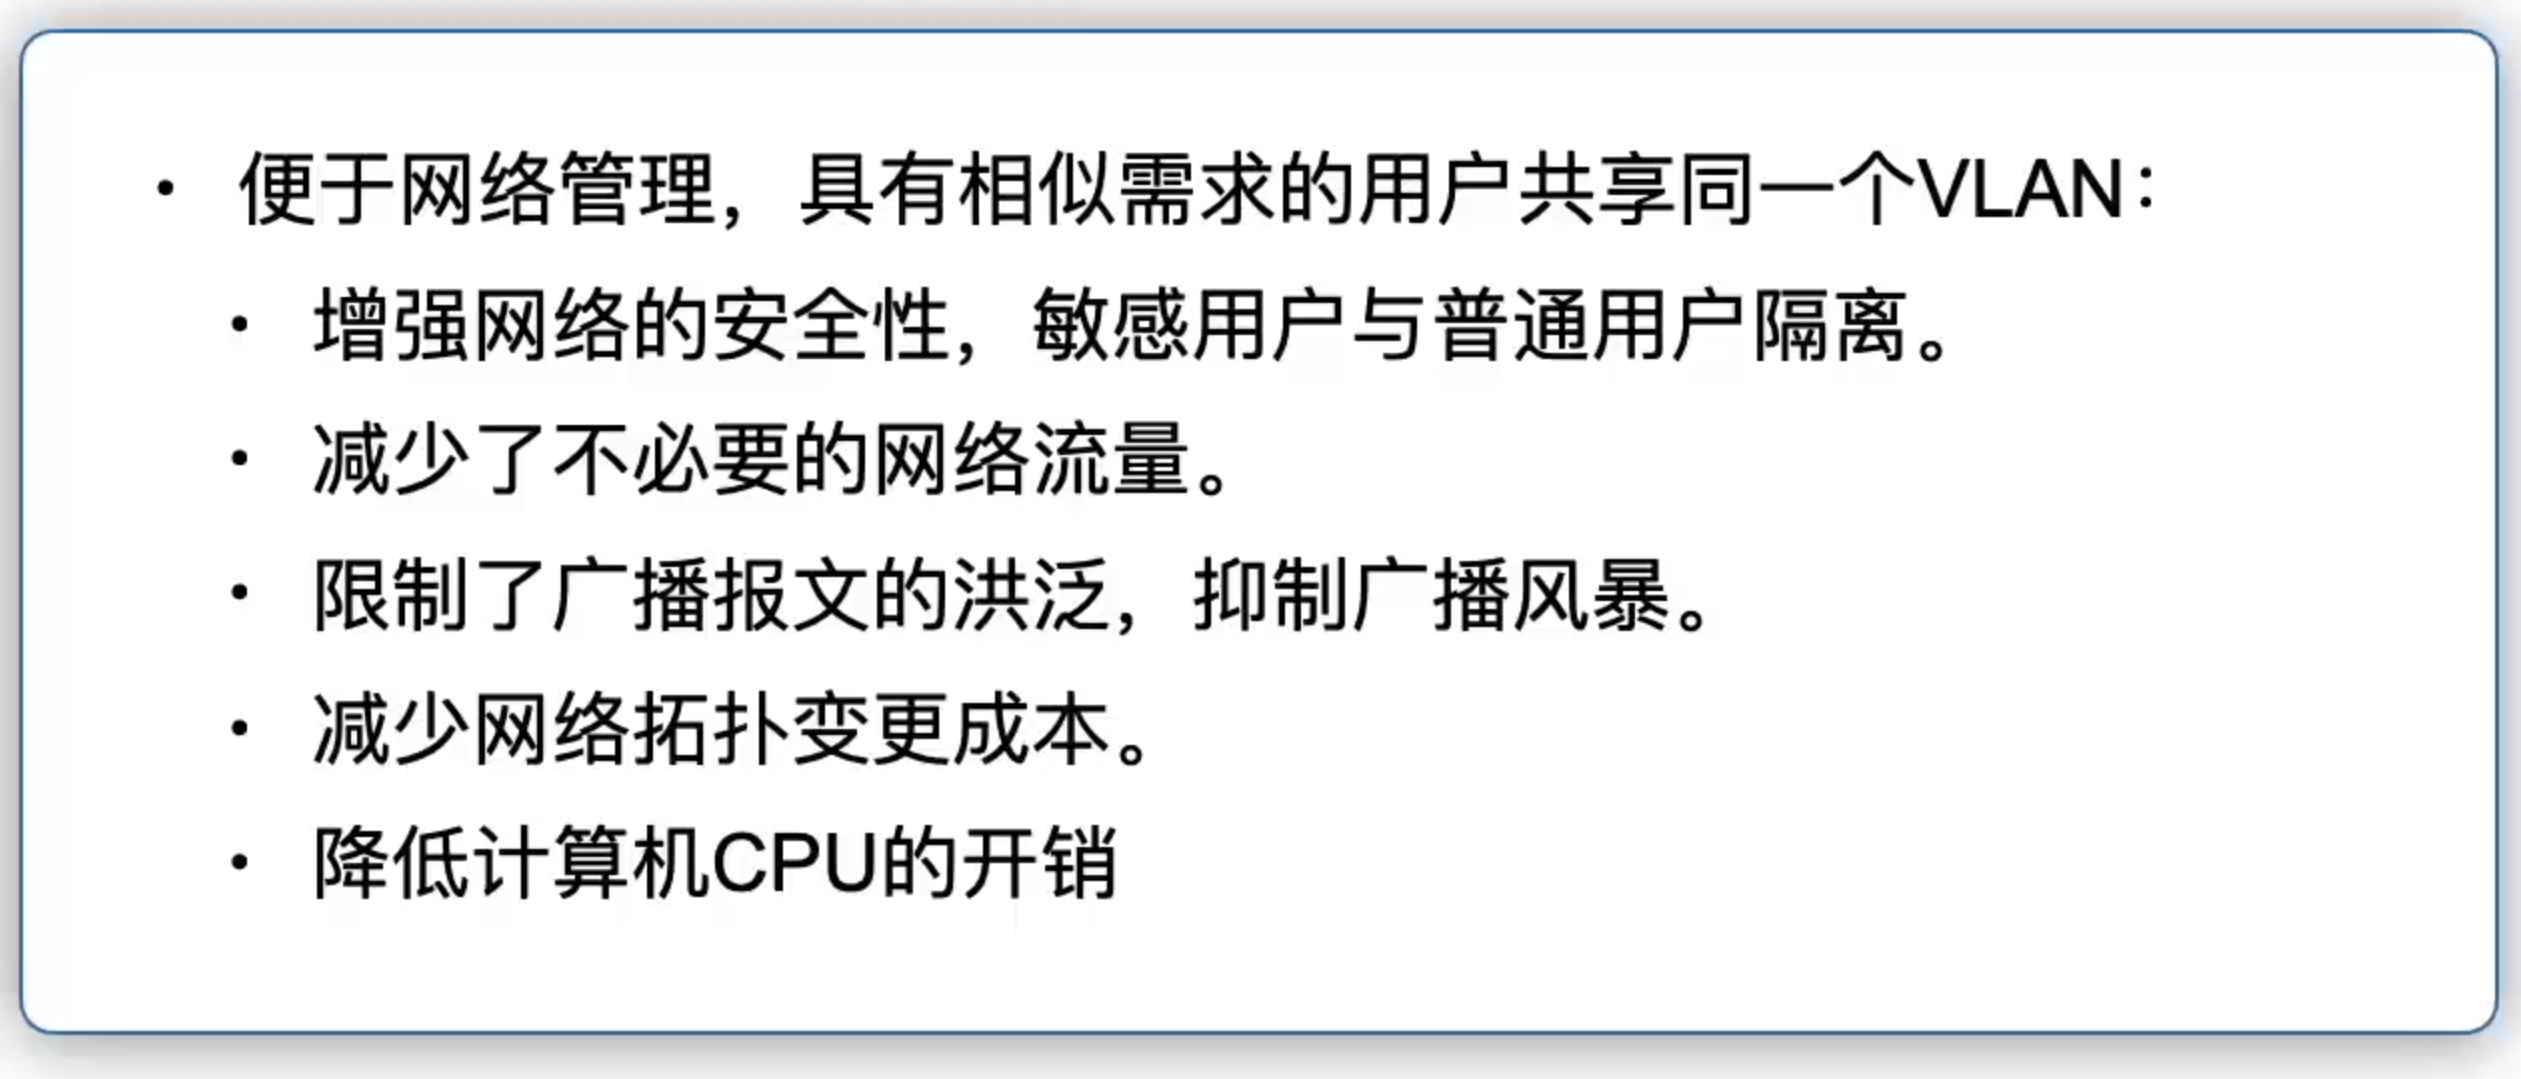 • 便于网络管理，具有相似需求的用户共享同一个VLAN：
• 增强网络的安全性，敏感用户与普通用户隔离。
• 减少了不必要的网络流量。
• 限制了广播报文的洪泛，抑制广播风暴。
• 减少网络拓扑变更成本。
• 降低计算机CPU的开销